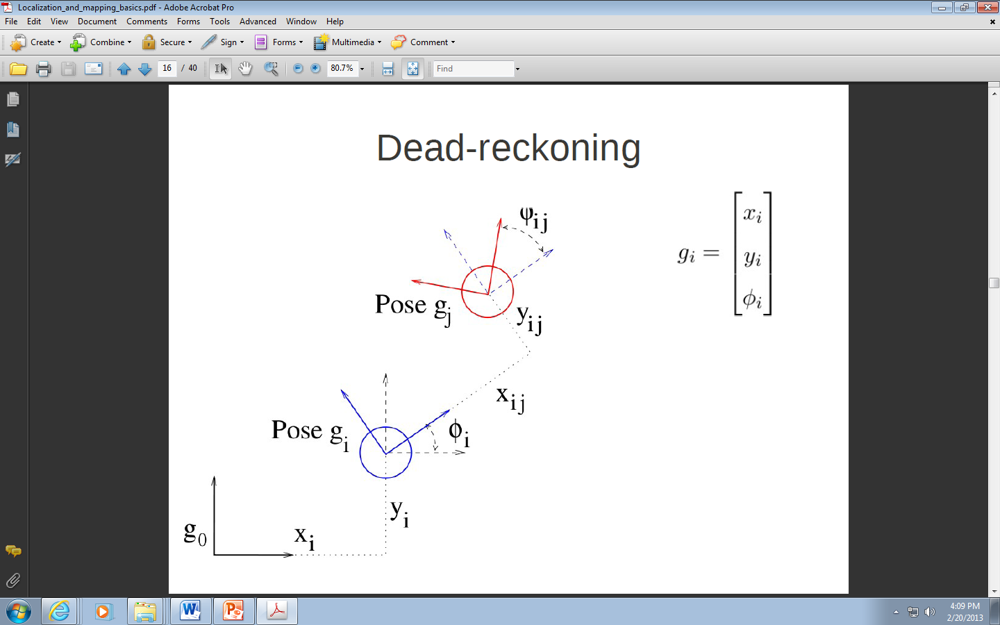 Localization_and_mapping_basics.pdf - Adobe Acrobat Pro
File Edit View Document Comments Forms Tools Advanced Window Help
Create Combine Secure Sign Forms Multimedia Comment
16 / 40 80.7% Find
Dead-reckoning
φij
gi = [xi yi ϕi]
Pose gj
yij
xij
Pose gi
ϕi
yi
g0
xi
4:09 PM
2/20/2013